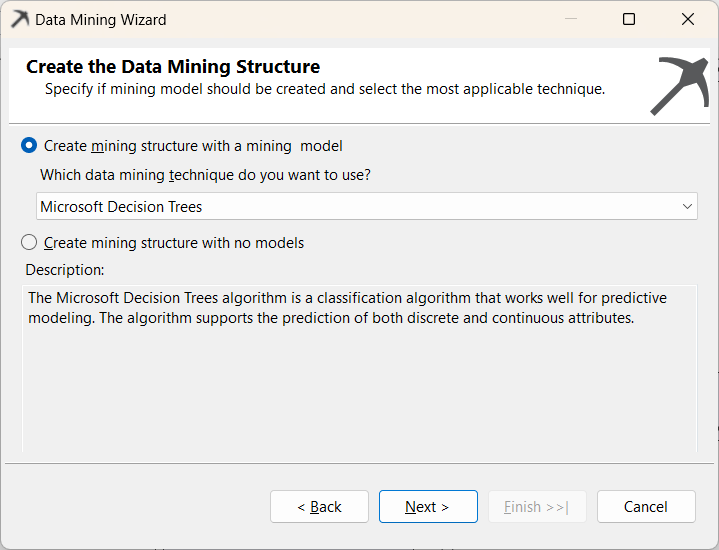 Data Mining Wizard
Create the Data Mining Structure
Specify if mining model should be created and select the most applicable technique.
Create mining structure with a mining  model
Which data mining technique do you want to use?
Microsoft Decision Trees
Create mining structure with no models
Description:
The Microsoft Decision Trees algorithm is a classification algorithm that works well for predictive
modeling. The algorithm supports the prediction of both discrete and continuous attributes.
< Back
Next >
Finish >>|
Cancel